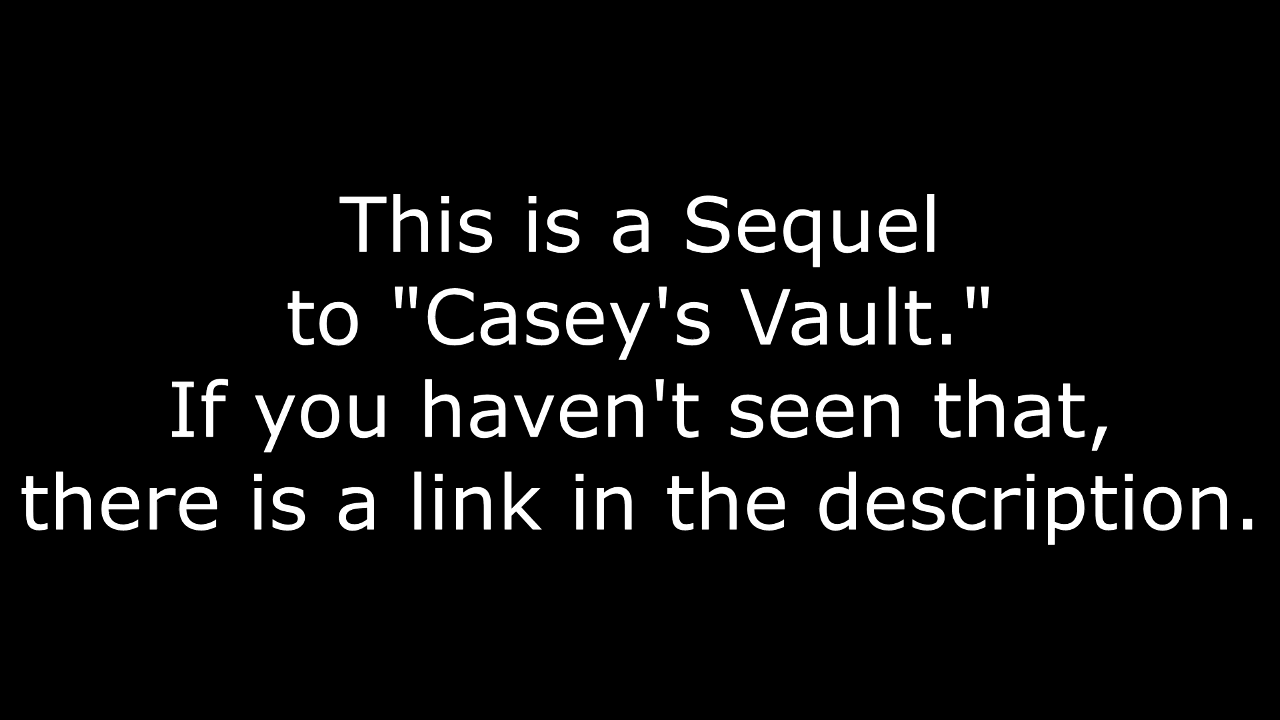 This is a Sequel
to "Casey's Vault."
If you haven't seen that,
there is a link in the description.